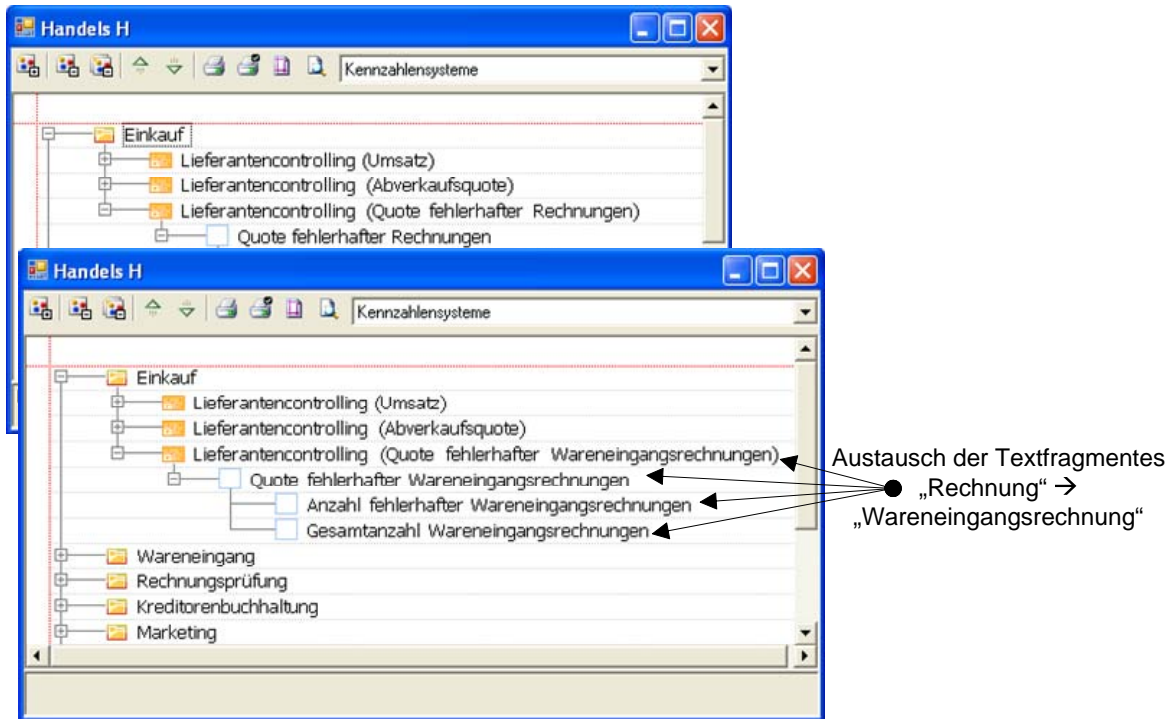 Handels H
Kennzahlensysteme
Einkauf
Lieferantencontrolling (Umsatz)
Lieferantencontrolling (Abverkaufsquote)
Lieferantencontrolling (Quote fehlerhafter Rechnungen)
Quote fehlerhafter Rechnungen
Handels H
Kennzahlensysteme
Einkauf
Lieferantencontrolling (Umsatz)
Lieferantencontrolling (Abverkaufsquote)
Lieferantencontrolling (Quote fehlerhafter Wareneingangsrechnungen)
Quote fehlerhafter Wareneingangsrechnungen
Anzahl fehlerhafter Wareneingangsrechnungen
Gesamtanzahl Wareneingangsrechnungen
Wareneingang
Rechnungsprüfung
Kreditorenbuchhaltung
Marketing
Austausch der Textfragmentes
„Rechnung“ →
„Wareneingangsrechnung“